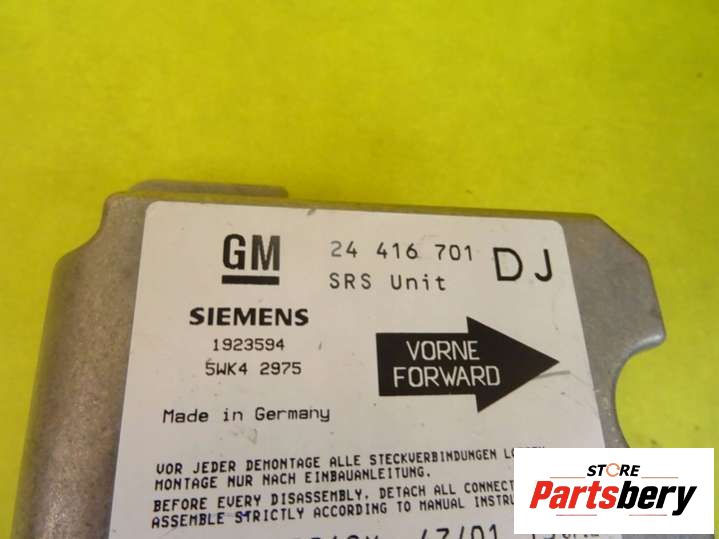 GM
24 416 701 DJ
SRS Unit
SIEMENS
1923594
5WK4 2975
VORNE
FORWARD
Made in Germany
VOR JEDER DEMONTAGE ALLE STECKVERBINDUNGEN
MONTAGE NUR NACH EINBAUANLEITUNG.
BEFORE EVERY DISASSEMBLY, DETACH ALL
ASSEMBLE STRICTLY ACCORDING TO MANUAL
STORE
Partsbery